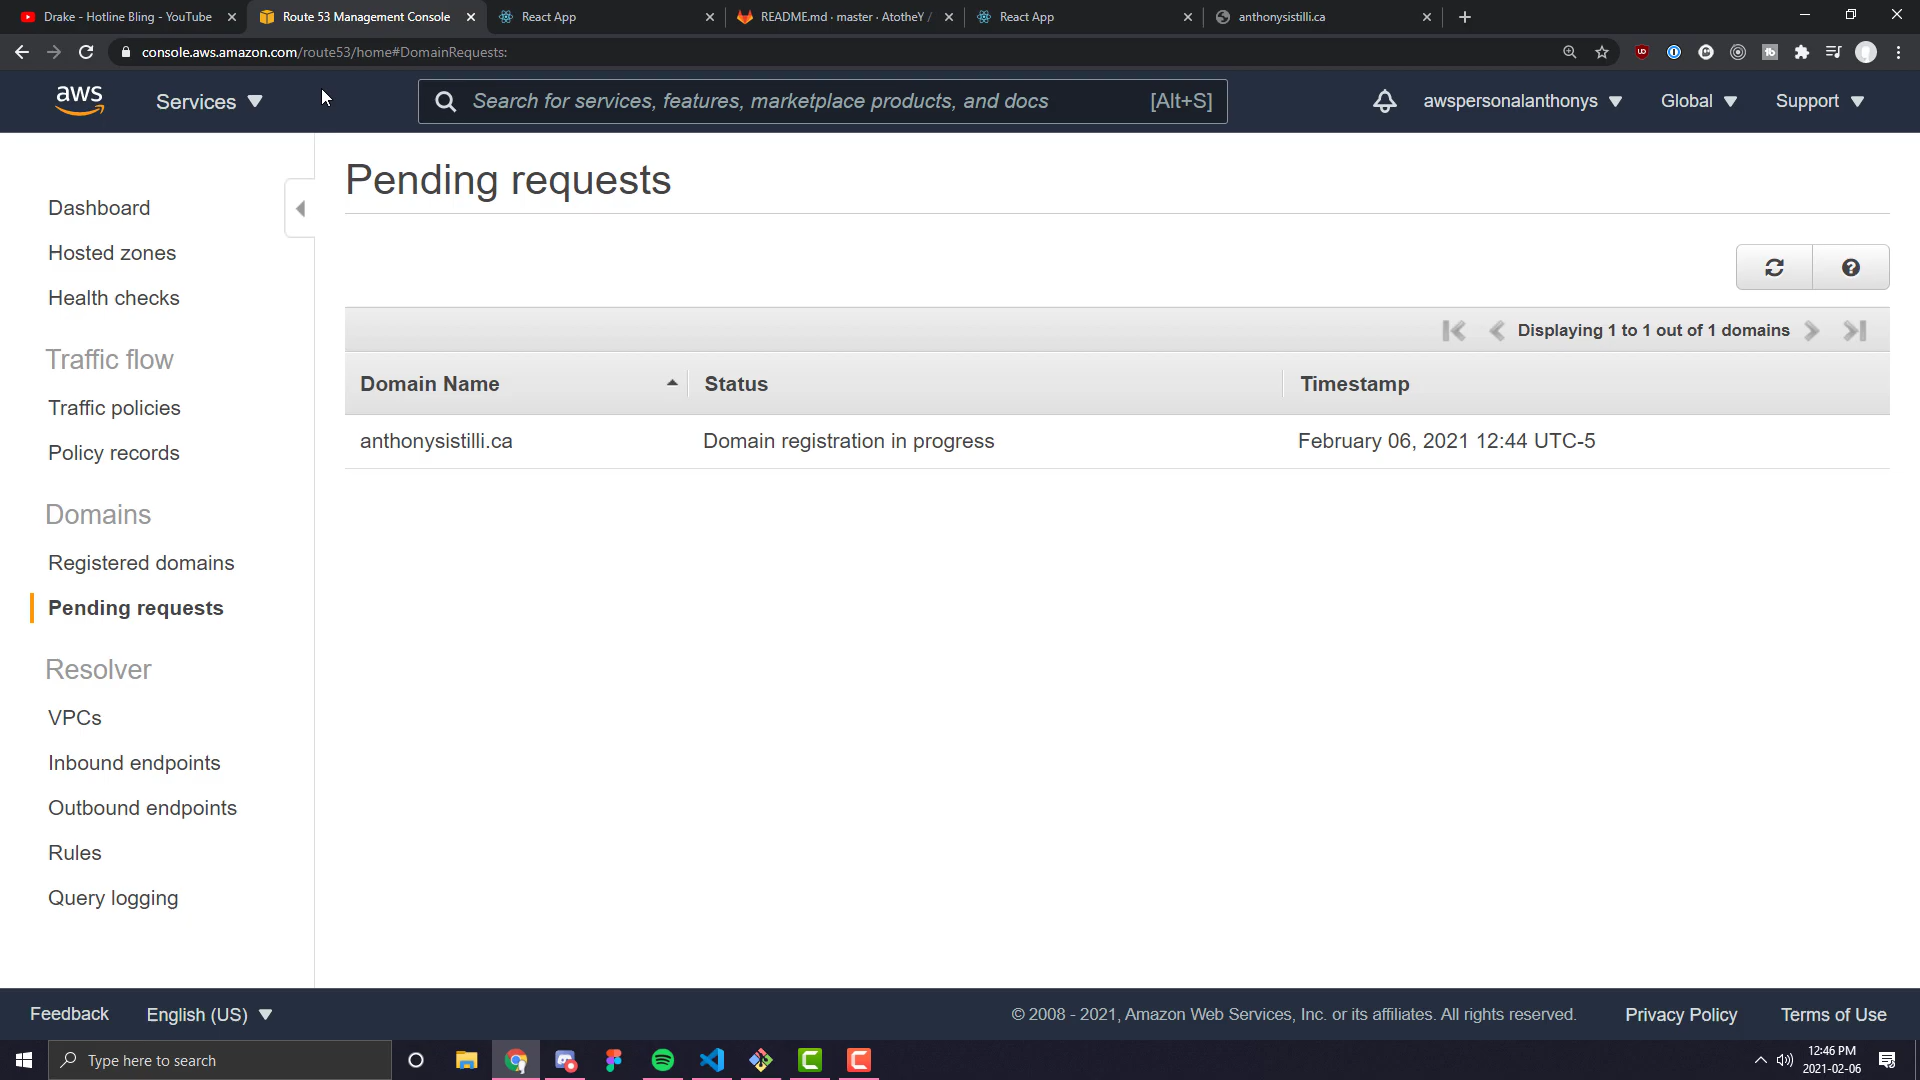 Drake - Hotline Bling - YouTube
Route 53 Management Console
React App
README.md · master · AtotheY /
React App
anthonysistilli.ca
console.aws.amazon.com/route53/home#DomainRequests:
aws
Services
Search for services, features, marketplace products, and docs
[Alt+S]
awspersonalanthonys
Global
Support
Pending requests
Dashboard
Hosted zones
Health checks
Traffic flow
Traffic policies
Policy records
Domains
Registered domains
Pending requests
Resolver
VPCs
Inbound endpoints
Outbound endpoints
Rules
Query logging
Displaying 1 to 1 out of 1 domains
Domain Name
Status
Timestamp
anthonysistilli.ca
Domain registration in progress
February 06, 2021 12:44 UTC-5
Feedback
English (US)
© 2008 - 2021, Amazon Web Services, Inc. or its affiliates. All rights reserved.
Privacy Policy
Terms of Use
Type here to search
12:46 PM
2021-02-06